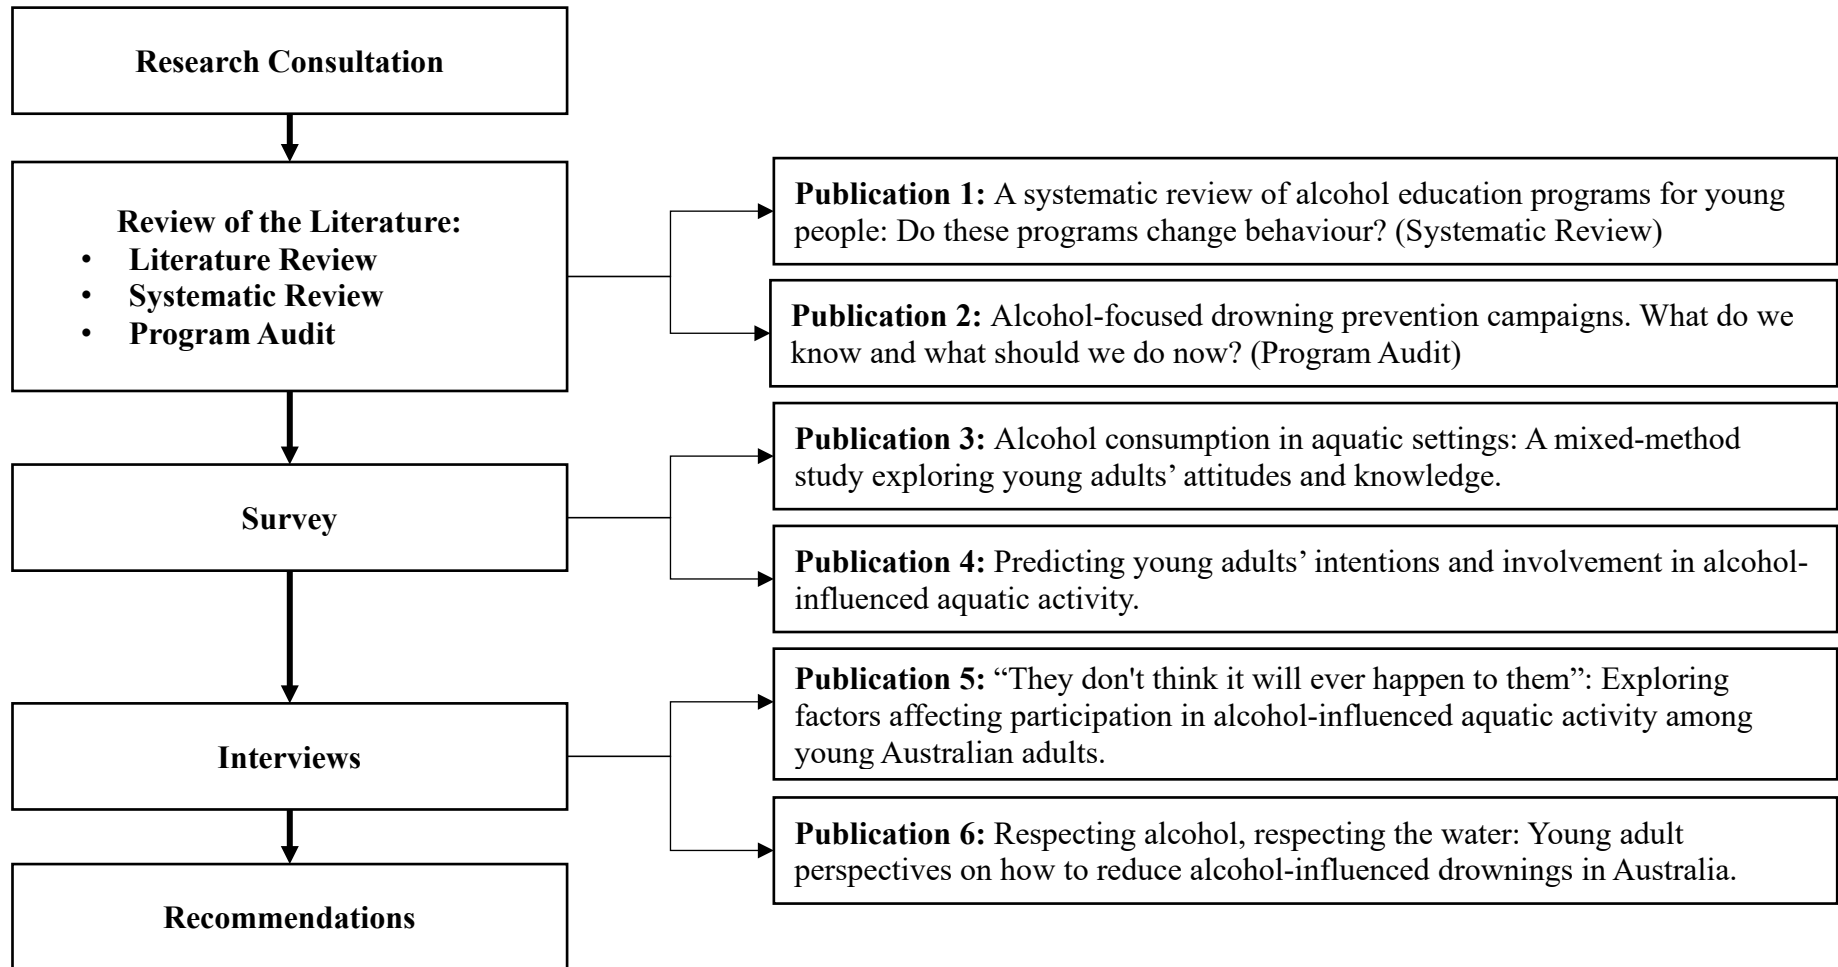 Research Consultation
Review of the Literature:
• Literature Review
• Systematic Review
• Program Audit
Survey
Interviews
Recommendations
Publication 1: A systematic review of alcohol education programs for young
people: Do these programs change behaviour? (Systematic Review)
Publication 2: Alcohol-focused drowning prevention campaigns. What do we
know and what should we do now? (Program Audit)
Publication 3: Alcohol consumption in aquatic settings: A mixed-method
study exploring young adults’ attitudes and knowledge.
Publication 4: Predicting young adults’ intentions and involvement in alcohol-
influenced aquatic activity.
Publication 5: “They don't think it will ever happen to them”: Exploring
factors affecting participation in alcohol-influenced aquatic activity among
young Australian adults.
Publication 6: Respecting alcohol, respecting the water: Young adult
perspectives on how to reduce alcohol-influenced drownings in Australia.